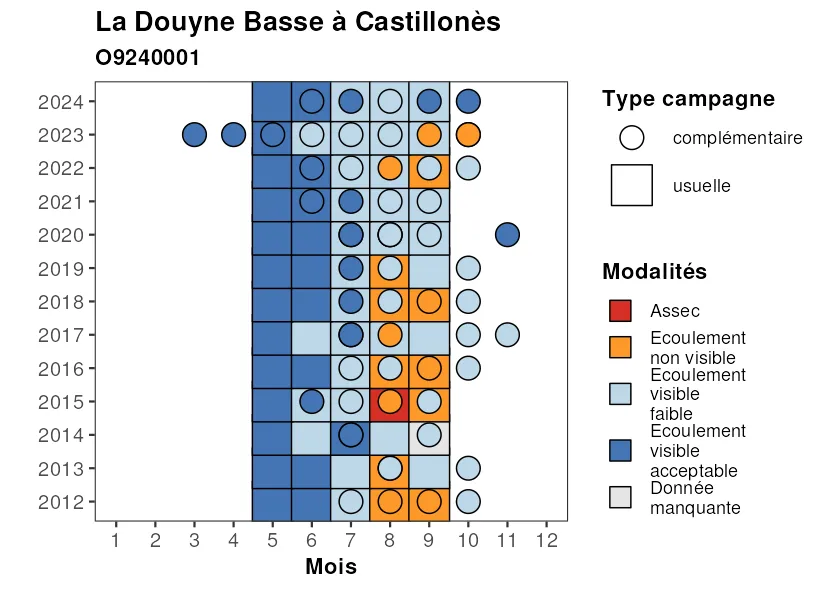 La Douyne Basse à Castillonès
O9240001
2024
2023
2022
2021
2020
2019
2018
2017
2016
2015
2014
2013
2012
1 2 3 4 5 6 7 8 9 10 11 12
Mois
Type campagne
complémentaire
usuelle
Modalités
Assec
Ecoulement
non visible
Ecoulement
visible
faible
Ecoulement
visible
acceptable
Donnée
manquante